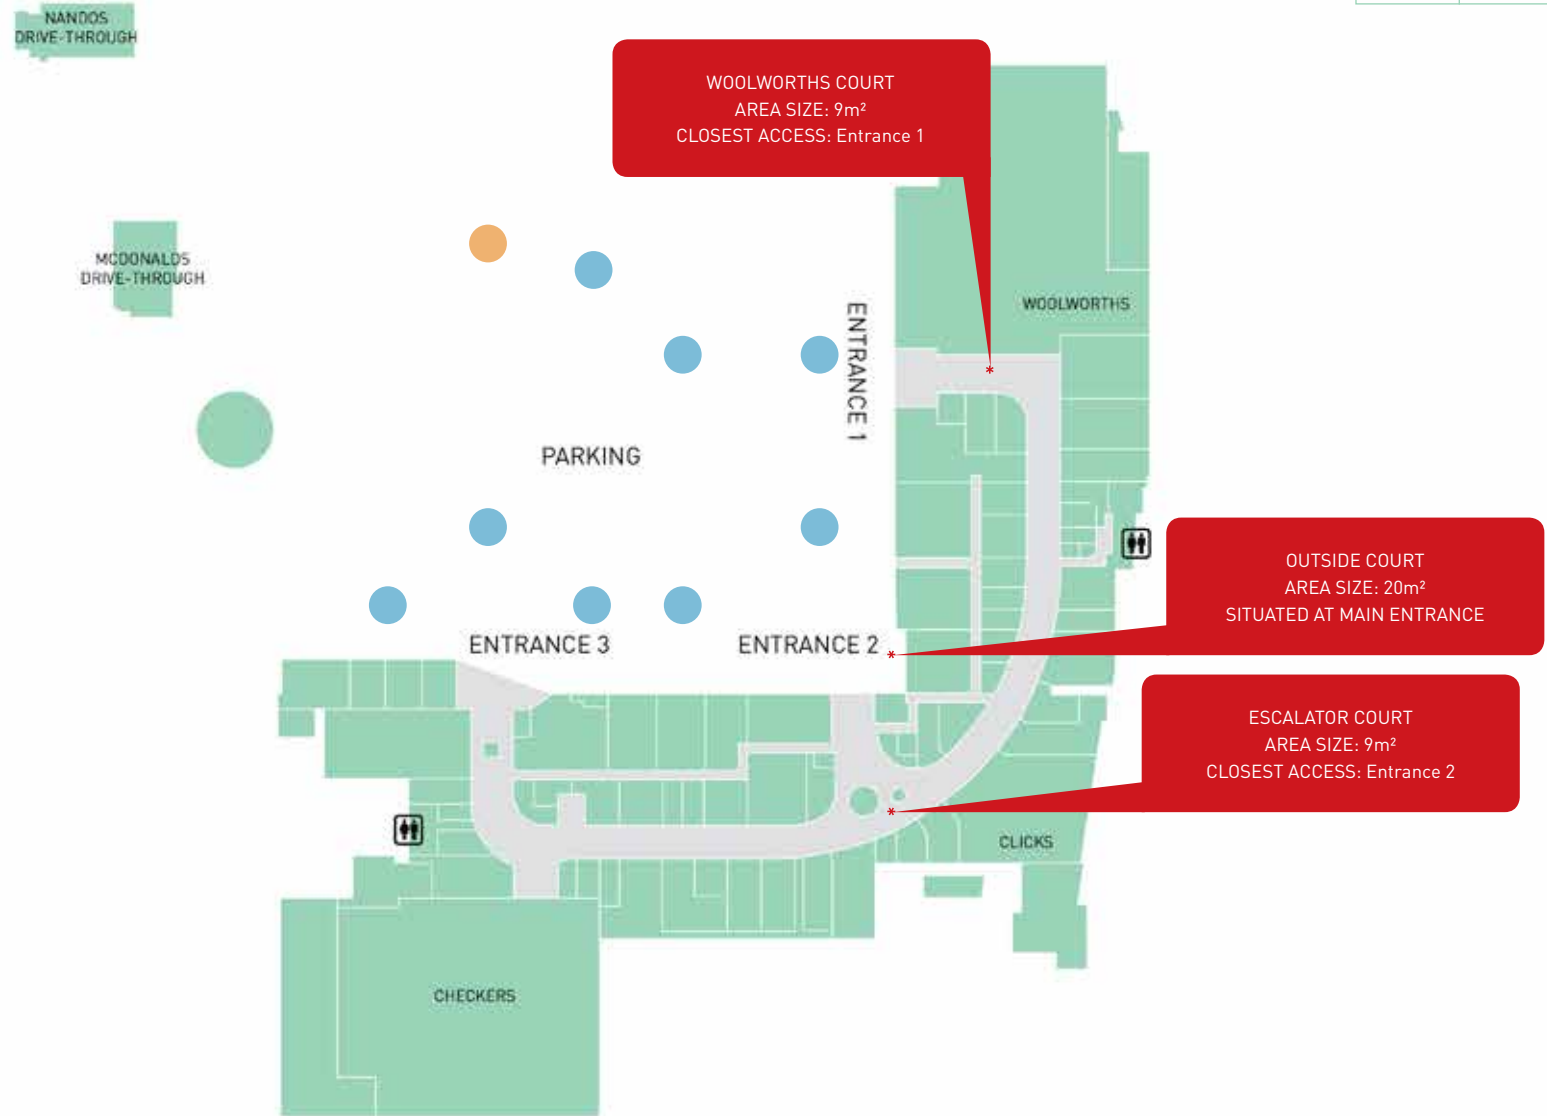 NANDOS
DRIVE-THROUGH
WOOLWORTHS COURT
AREA SIZE: 9m²
CLOSEST ACCESS: Entrance 1
MCDONALDS
DRIVE-THROUGH
WOOLWORTHS
ENTRANCE 1
PARKING
OUTSIDE COURT
AREA SIZE: 20m²
SITUATED AT MAIN ENTRANCE
ENTRANCE 3
ENTRANCE 2
*
*
ESCALATOR COURT
AREA SIZE: 9m²
CLOSEST ACCESS: Entrance 2
*
CLICKS
CHECKERS